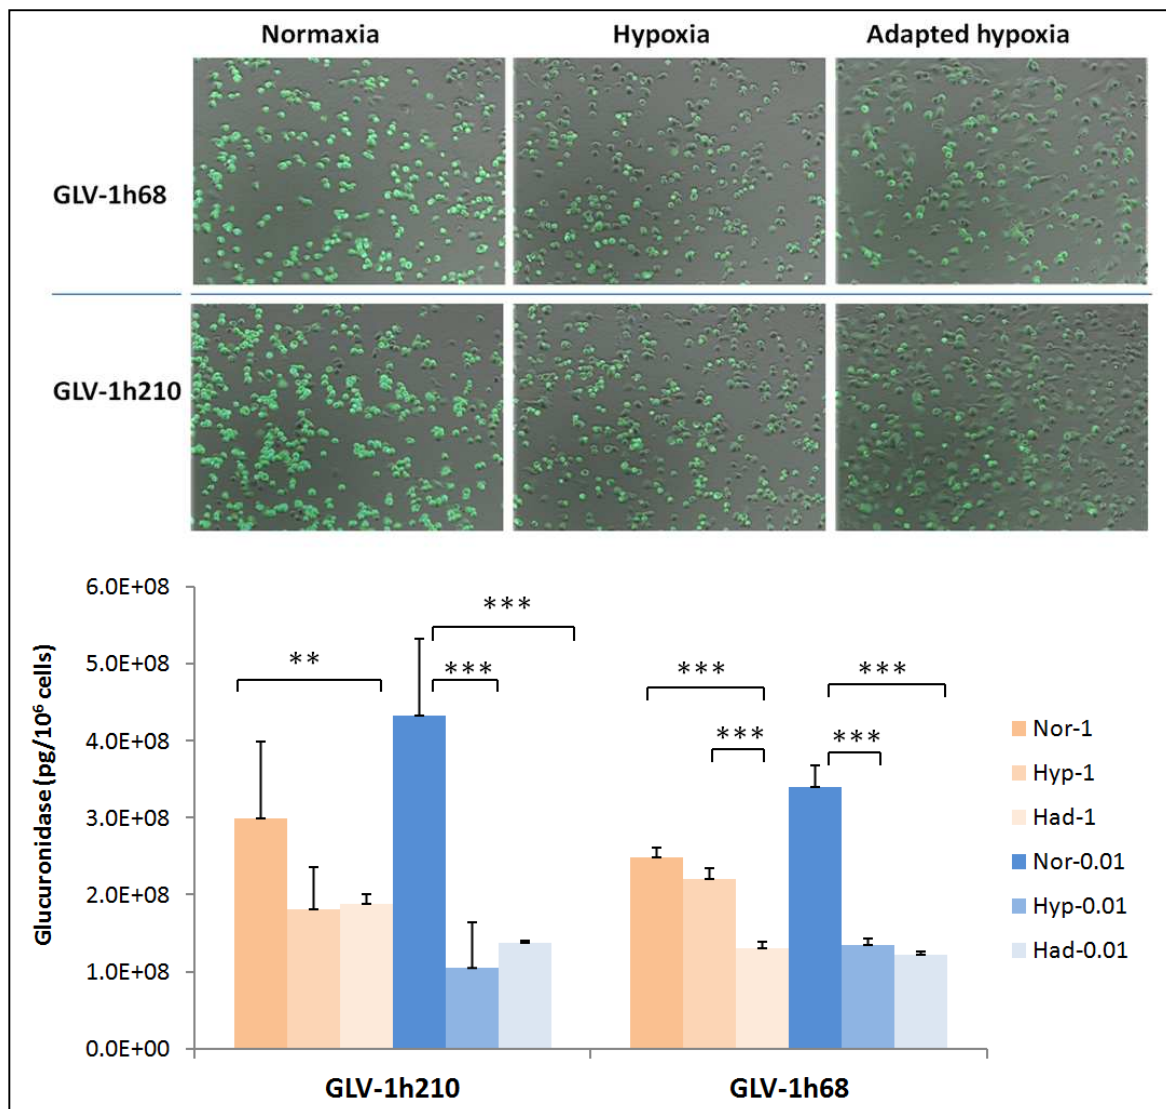 Normaxia Hypoxia Adapted hypoxia
GLV-1h68
GLV-1h210
Glucuronidase (pg/10⁶ cells)
6.0E+08
5.0E+08
4.0E+08
3.0E+08
2.0E+08
1.0E+08
0.0E+00
**
***
***
***
***
***
***
GLV-1h210 GLV-1h68
Nor-1
Hyp-1
Had-1
Nor-0.01
Hyp-0.01
Had-0.01